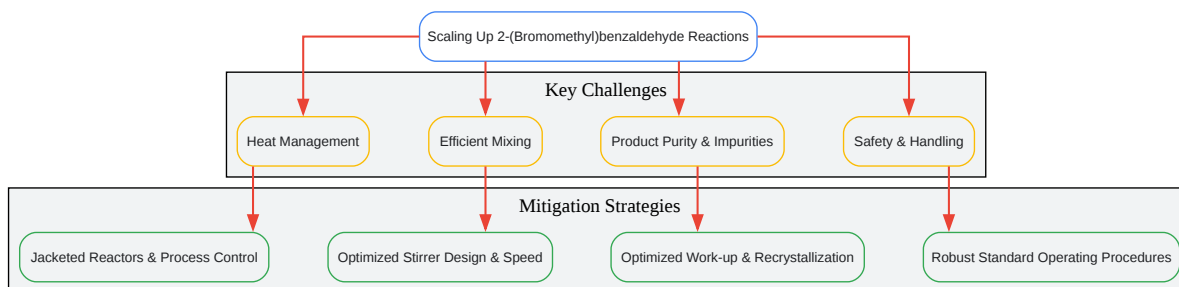 Scaling Up 2-(Bromomethyl)benzaldehyde Reactions
Key Challenges
Heat Management
Efficient Mixing
Product Purity & Impurities
Safety & Handling
Mitigation Strategies
Jacketed Reactors & Process Control
Optimized Stirrer Design & Speed
Optimized Work-up & Recrystallization
Robust Standard Operating Procedures